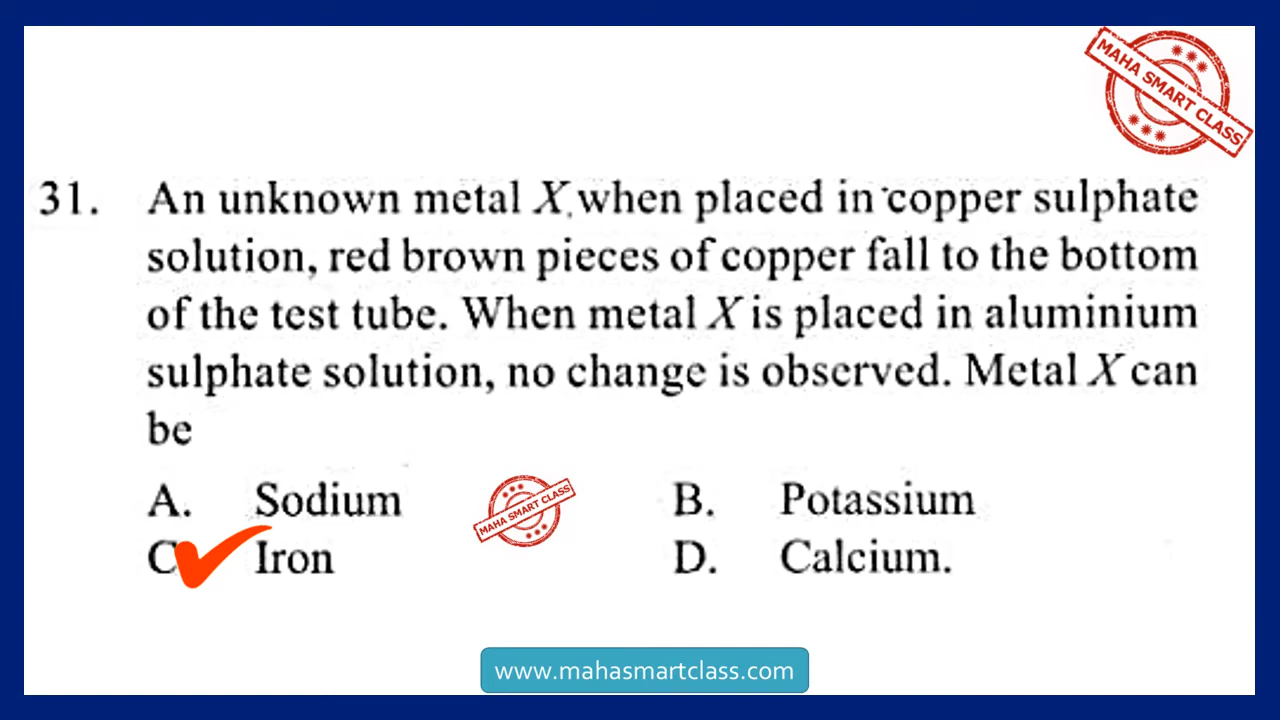 MAHA SMART CLASS
31. An unknown metal X when placed in copper sulphate
solution, red brown pieces of copper fall to the bottom
of the test tube. When metal X is placed in aluminium
sulphate solution, no change is observed. Metal X can
be
A. Sodium MAHA SMART CLASS B. Potassium
C Iron D. Calcium.
www.mahasmartclass.com